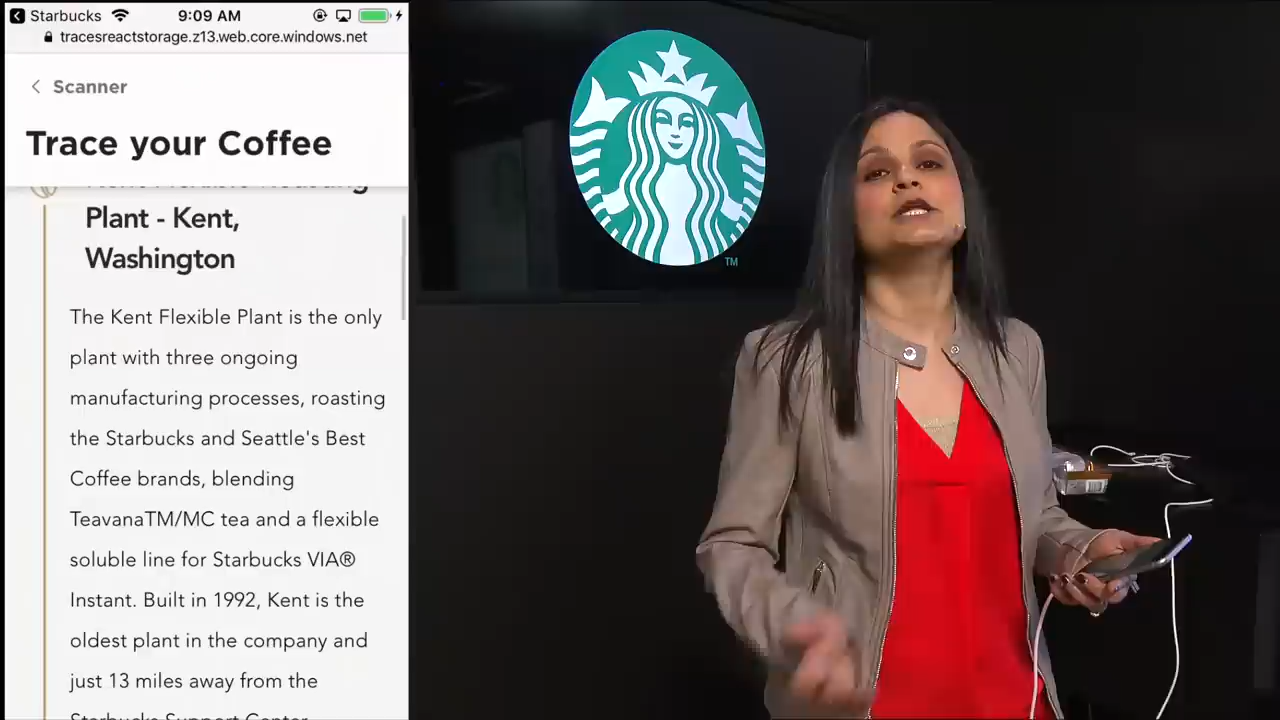 Starbucks 9:09 AM
tracesreactstorage.z13.web.core.windows.net
Scanner
Trace your Coffee
Plant - Kent,
Washington
The Kent Flexible Plant is the only
plant with three ongoing
manufacturing processes, roasting
the Starbucks and Seattle's Best
Coffee brands, blending
TeavanaTM/MC tea and a flexible
soluble line for Starbucks VIA®
Instant. Built in 1992, Kent is the
oldest plant in the company and
just 13 miles away from the
Starbucks Support Center
TM